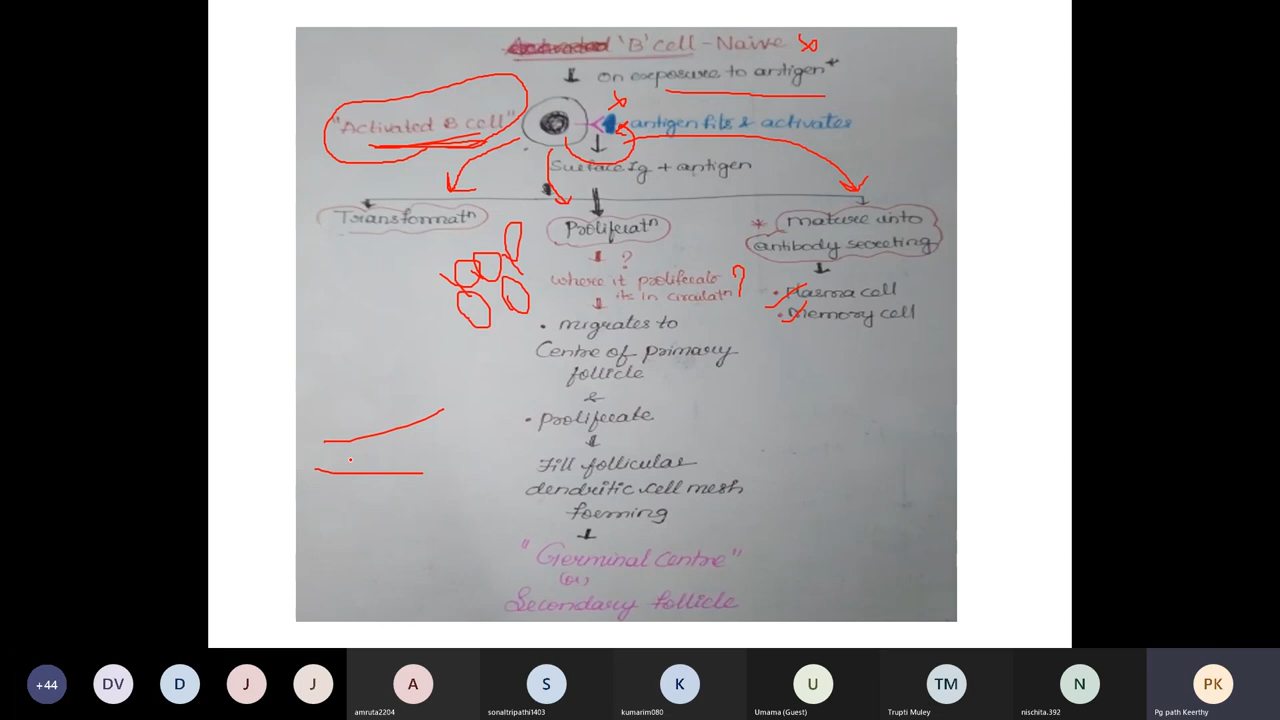 'B' cell - Naive
on exposure to antigen
"Activated B cell"
antigen fits & activates
Surface Ig + antigen
Transformatn
Proliferatn
* mature into
antibody secreting
?
where it proliferate
its in circulatn ?
• Plasma cell
• Memory cell
• migrates to
Centre of primary
follicle
&
• Proliferate
Fill follicular
dendritic cell mesh
forming
"Germinal Centre"
(or)
Secondary follicle
+44
DV
D
J
J
A
S
K
U
TM
N
PK
amruta2204
sonaltripathi1403
kumarim080
Umama (Guest)
Trupti Muley
nischita.392
Pg path Keerthy